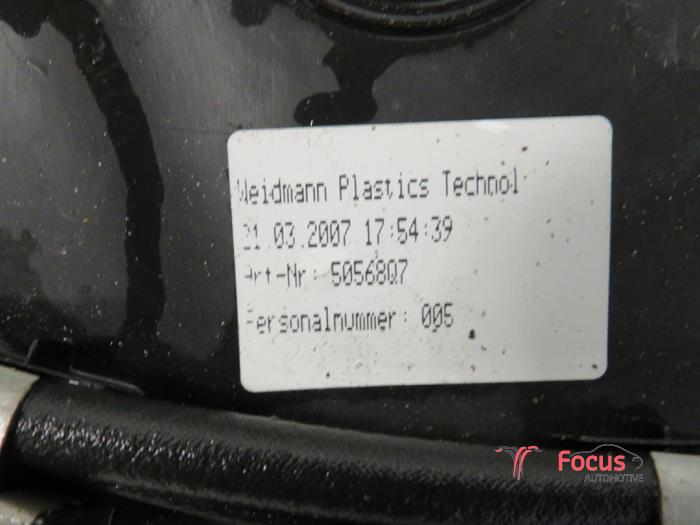 Weidmann Plastics Technol
21.03.2007 17:54:39
Art-Nr: 5056807
Personalnummer: 005
Focus
AUTOMOTIVE